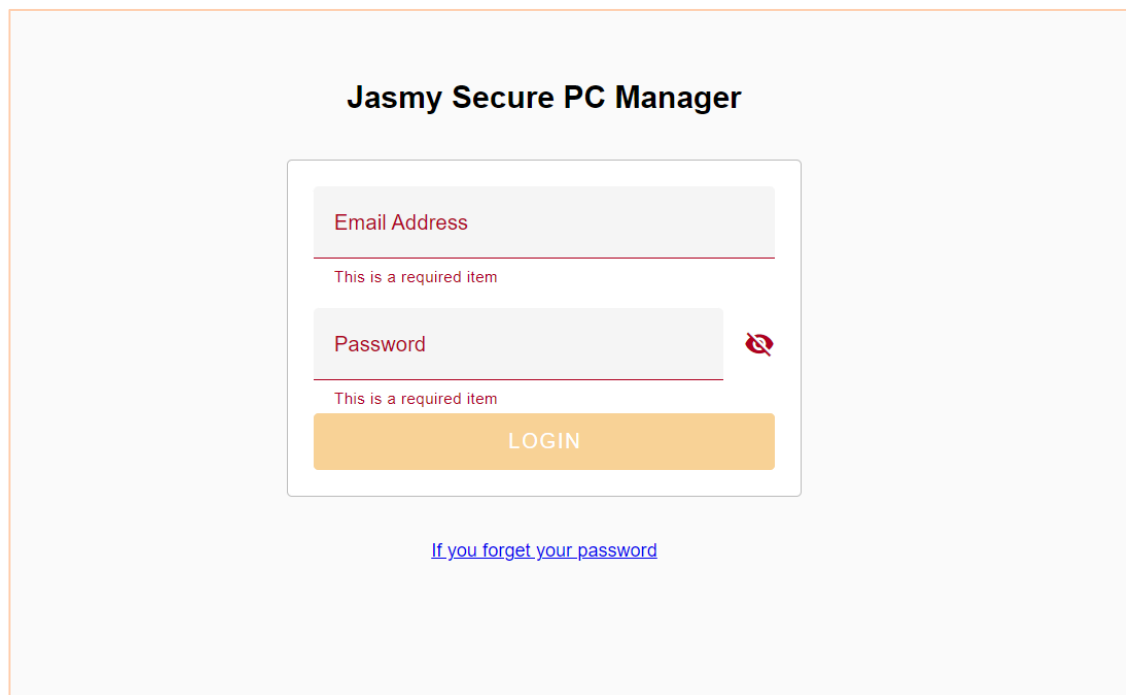 Jasmy Secure PC Manager
Email Address
This is a required item
Password
This is a required item
LOGIN
If you forget your password